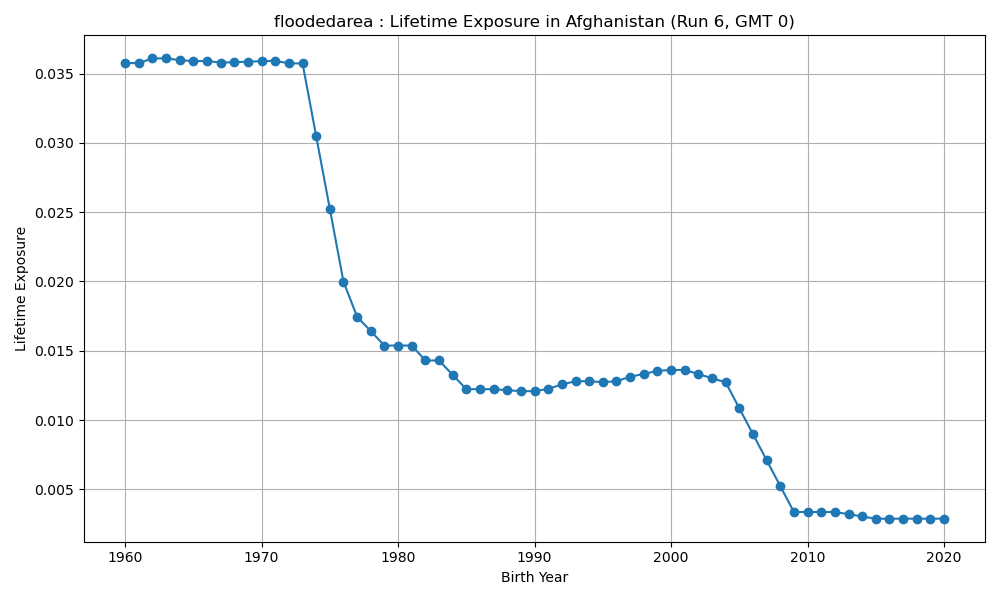 floodedarea : Lifetime Exposure in Afghanistan (Run 6, GMT 0)
Lifetime Exposure
0.035
0.030
0.025
0.020
0.015
0.010
0.005
1960 1970 1980 1990 2000 2010 2020
Birth Year